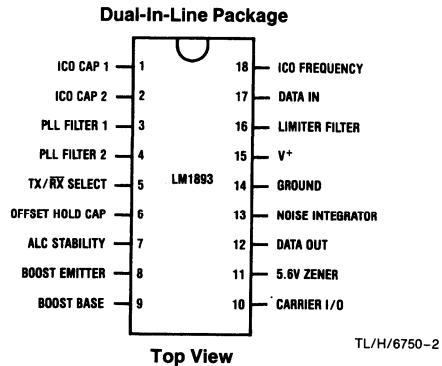 Dual-In-Line Package
ICO CAP 1 1 18 ICO FREQUENCY
ICO CAP 2 2 17 DATA IN
PLL FILTER 1 3 16 LIMITER FILTER
PLL FILTER 2 4 15 V+
TX/R̅X̅ SELECT 5 LM1893 14 GROUND
OFFSET HOLD CAP 6 13 NOISE INTEGRATOR
ALC STABILITY 7 12 DATA OUT
BOOST EMITTER 8 11 5.6V ZENER
BOOST BASE 9 10 CARRIER I/O
TL/H/6750-2
Top View